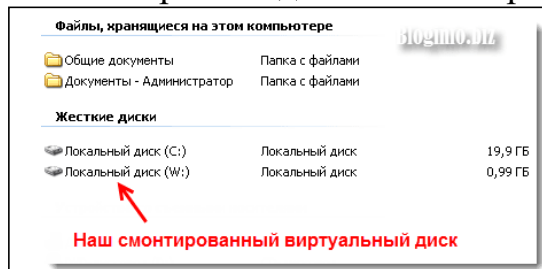 Файлы, хранящиеся на этом компьютере
Bloginfo.biz
Общие документы Папка с файлами
Документы - Администратор Папка с файлами
Жесткие диски
Локальный диск (C:) Локальный диск 19,9 ГБ
Локальный диск (W:) Локальный диск 0,99 ГБ
Наш смонтированный виртуальный диск